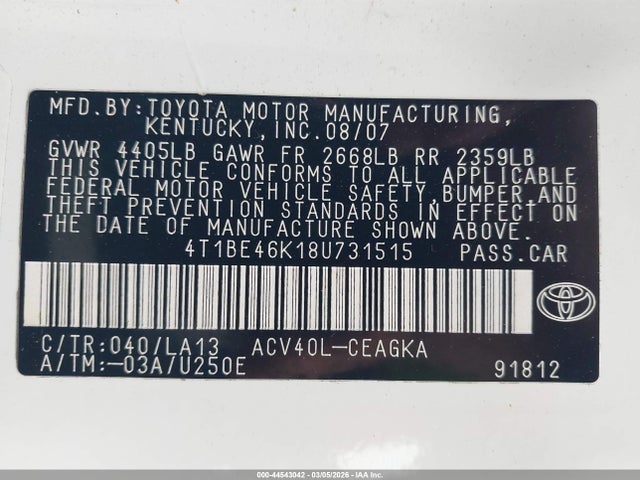 MFD.BY:TOYOTA MOTOR MANUFACTURING,
KENTUCKY,INC.08/07
GVWR 4405LB GAWR FR 2668LB RR 2359LB
THIS VEHICLE CONFORMS TO ALL APPLICABLE
FEDERAL MOTOR VEHICLE SAFETY,BUMPER,AND
THEFT PREVENTION STANDARDS IN EFFECT ON
THE DATE OF MANUFACTURE SHOWN ABOVE.
4T1BE46K18U731515 PASS.CAR
C/TR:040/LA13 ACV40L-CEAGKA
A/TM:-03A/U250E 91812
000-44543042 - 03/05/2026 - IAAI Inc.